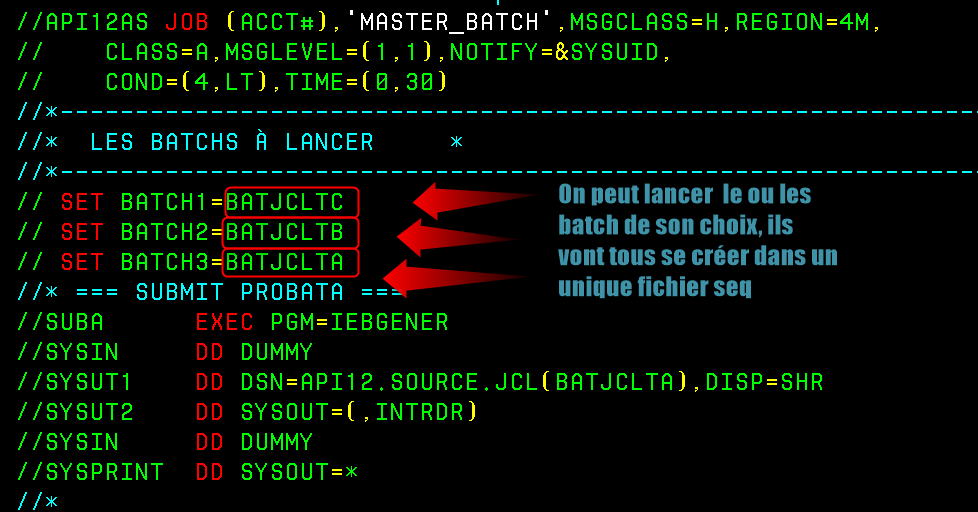 //API12AS JOB (ACCT#),'MASTER_BATCH',MSGCLASS=H,REGION=4M,
//    CLASS=A,MSGLEVEL=(1,1),NOTIFY=&SYSUID,
//    COND=(4,LT),TIME=(0,30)
//*-------------------------------------------------------------
//*  LES BATCHS À LANCER     *
//*-------------------------------------------------------------
// SET BATCH1=BATJCLTC
// SET BATCH2=BATJCLTB
// SET BATCH3=BATJCLTA
On peut lancer le ou les
batch de son choix, ils
vont tous se créer dans un
unique fichier seq
//* === SUBMIT PROBATA ===
//SUBA      EXEC PGM=IEBGENER
//SYSIN     DD DUMMY
//SYSUT1    DD DSN=API12.SOURCE.JCL(BATJCLTA),DISP=SHR
//SYSUT2    DD SYSOUT=(,INTRDR)
//SYSIN     DD DUMMY
//SYSPRINT  DD SYSOUT=*
//*